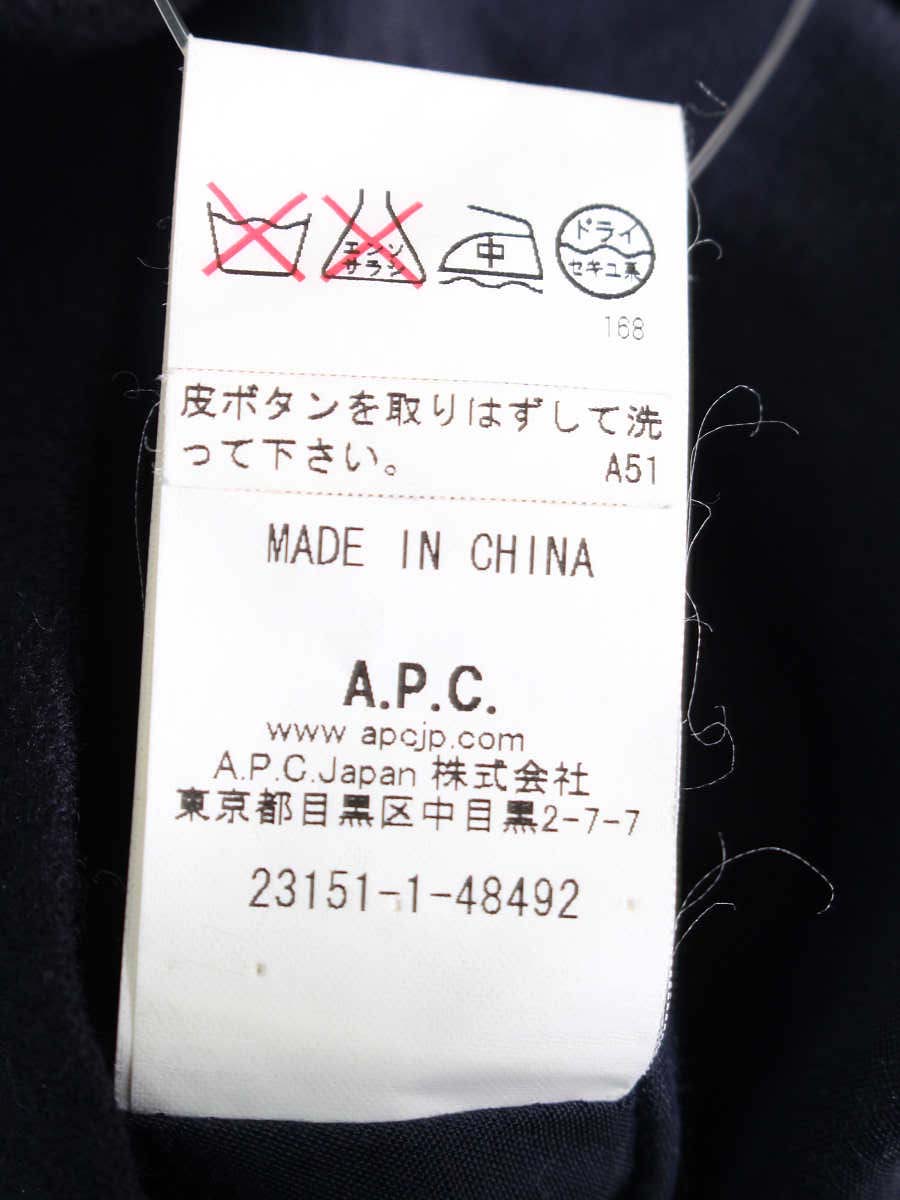 エンソ
サラシ
中
ドライ
セキユ系
168
皮ボタンを取りはずして洗
って下さい。 A51
MADE IN CHINA
A.P.C.
www.apcjp.com
A.P.C.Japan 株式会社
東京都目黒区中目黒2-7-7
23151-1-48492